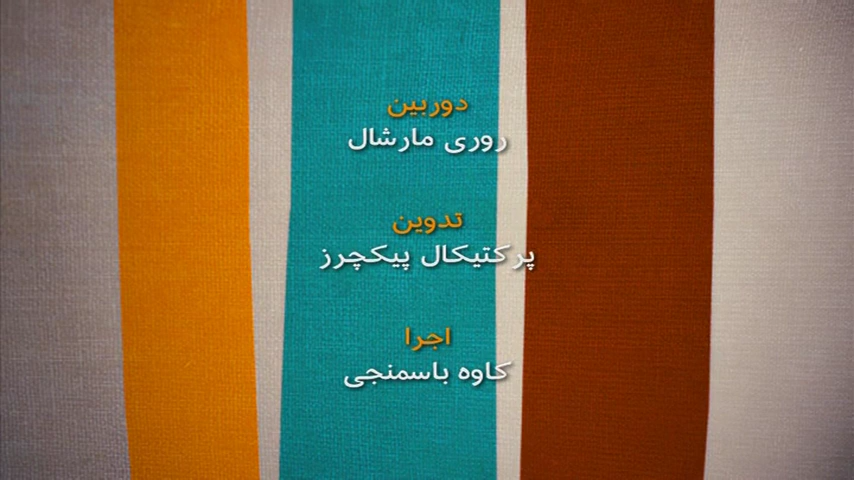 دوربین
روری مارشال
تدوین
پرکتیکال پیکچرز
اجرا
کاوه باسمنجی